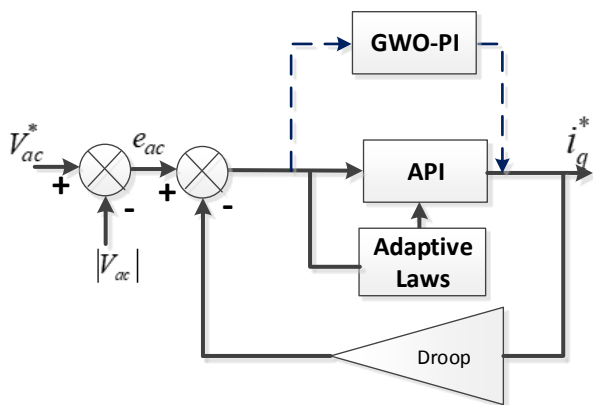 GWO-PI
V*ac
eac
i*q
+
-
+
-
API
|Vac|
Adaptive
Laws
Droop